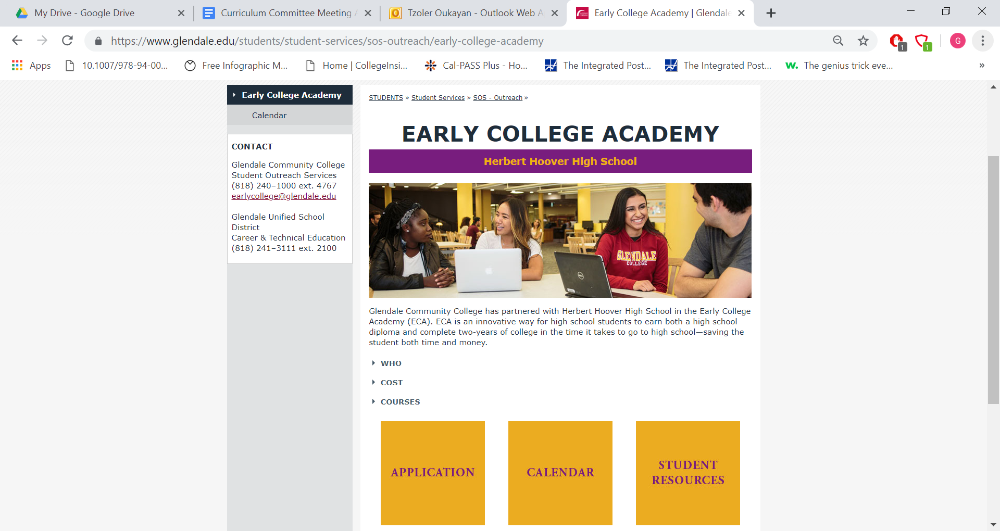 My Drive - Google Drive
Curriculum Committee Meeting
Tzoler Oukayan - Outlook Web A
Early College Academy | Glendale
https://www.glendale.edu/students/student-services/sos-outreach/early-college-academy
1
1
G
Apps
10.1007/978-94-00...
Free Infographic M...
Home | CollegeInsi...
Cal-PASS Plus - Ho...
The Integrated Post...
The Integrated Post...
w.
The genius trick eve...
»
Early College Academy
Calendar
CONTACT
Glendale Community College
Student Outreach Services
(818) 240–1000 ext. 4767
earlycollege@glendale.edu
Glendale Unified School
District
Career & Technical Education
(818) 241–3111 ext. 2100
STUDENTS » Student Services » SOS - Outreach »
EARLY COLLEGE ACADEMY
Herbert Hoover High School
GLENDALE
COLLEGE
DELL
Glendale Community College has partnered with Herbert Hoover High School in the Early College
Academy (ECA). ECA is an innovative way for high school students to earn both a high school
diploma and complete two-years of college in the time it takes to go to high school—saving the
student both time and money.
WHO
COST
COURSES
APPLICATION
CALENDAR
STUDENT
RESOURCES